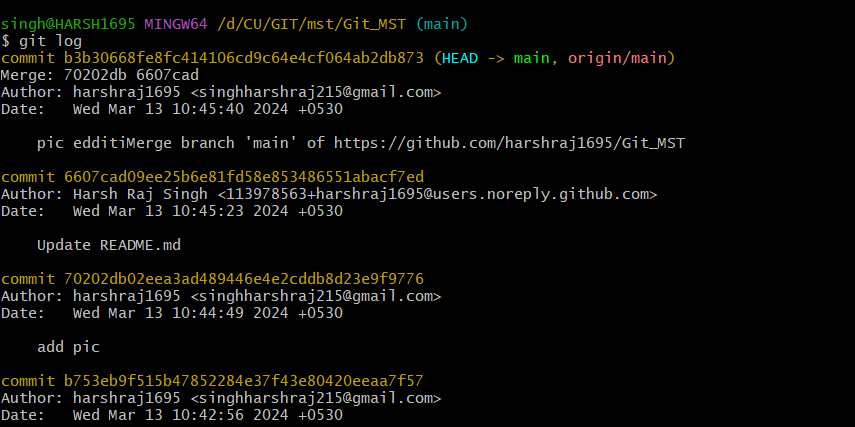 singh@HARSH1695 MINGW64 /d/CU/GIT/mst/Git_MST (main)
$ git log
commit b3b30668fe8fc414106cd9c64e4cf064ab2db873 (HEAD -> main, origin/main)
Merge: 70202db 6607cad
Author: harshraj1695 <singhharshraj215@gmail.com>
Date:   Wed Mar 13 10:45:40 2024 +0530
    pic edditiMerge branch 'main' of https://github.com/harshraj1695/Git_MST
commit 6607cad09ee25b6e81fd58e853486551abacf7ed
Author: Harsh Raj Singh <113978563+harshraj1695@users.noreply.github.com>
Date:   Wed Mar 13 10:45:23 2024 +0530
    Update README.md
commit 70202db02eea3ad489446e4e2cddb8d23e9f9776
Author: harshraj1695 <singhharshraj215@gmail.com>
Date:   Wed Mar 13 10:44:49 2024 +0530
    add pic
commit b753eb9f515b47852284e37f43e80420eeaa7f57
Author: harshraj1695 <singhharshraj215@gmail.com>
Date:   Wed Mar 13 10:42:56 2024 +0530